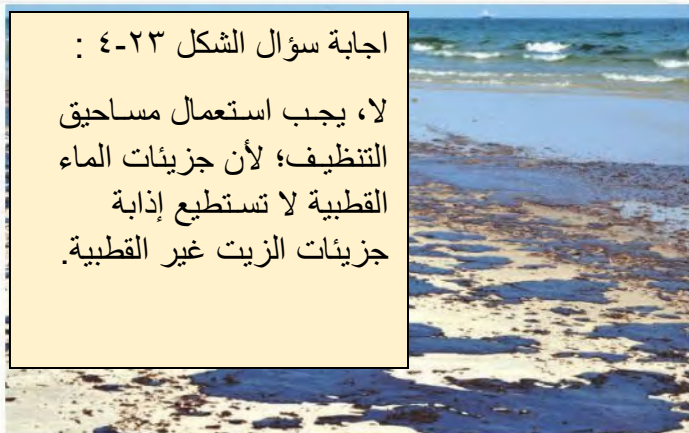 اجابة سؤال الشكل ٢٣-٤ :
لا، يجب استعمال مساحيق
التنظيف؛ لأن جزيئات الماء
القطبية لا تستطيع إذابة
جزيئات الزيت غير القطبية.